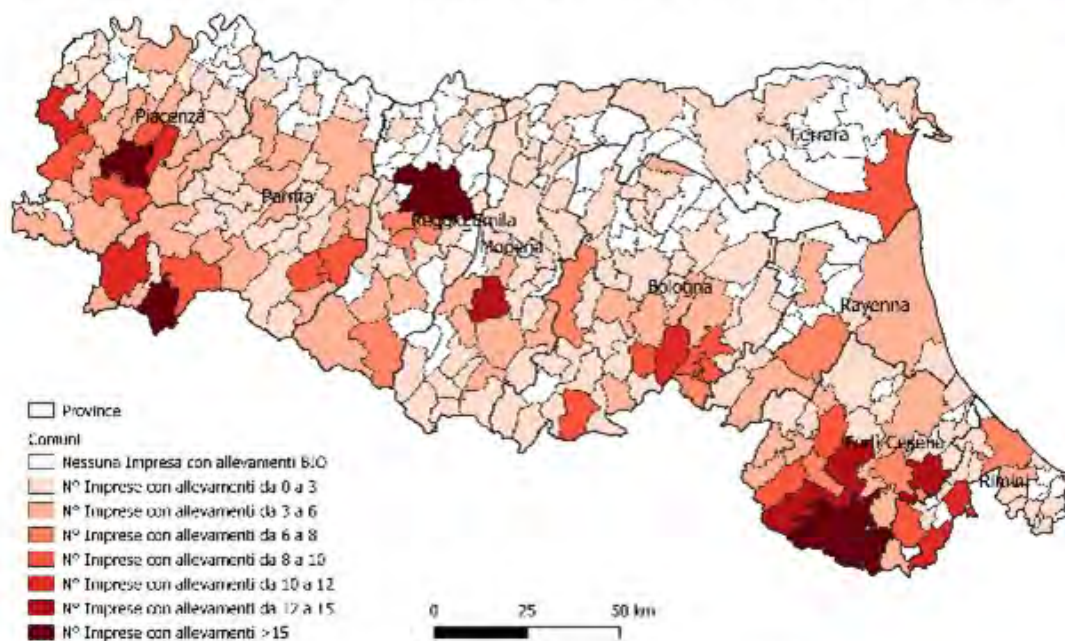 Piacenza
Ferrara
Parma
Reggio Emilia
Modena
Bologna
Ravenna
Forlì Cesena
Rimini
Province
Comuni
Nessuna Impresa con allevamenti BIO
N° Imprese con allevamenti da 0 a 3
N° Imprese con allevamenti da 3 a 6
N° Imprese con allevamenti da 6 a 8
N° Imprese con allevamenti da 8 a 10
N° Imprese con allevamenti da 10 a 12
N° Imprese con allevamenti da 12 a 15
N° Imprese con allevamenti >15
0 25 50 km